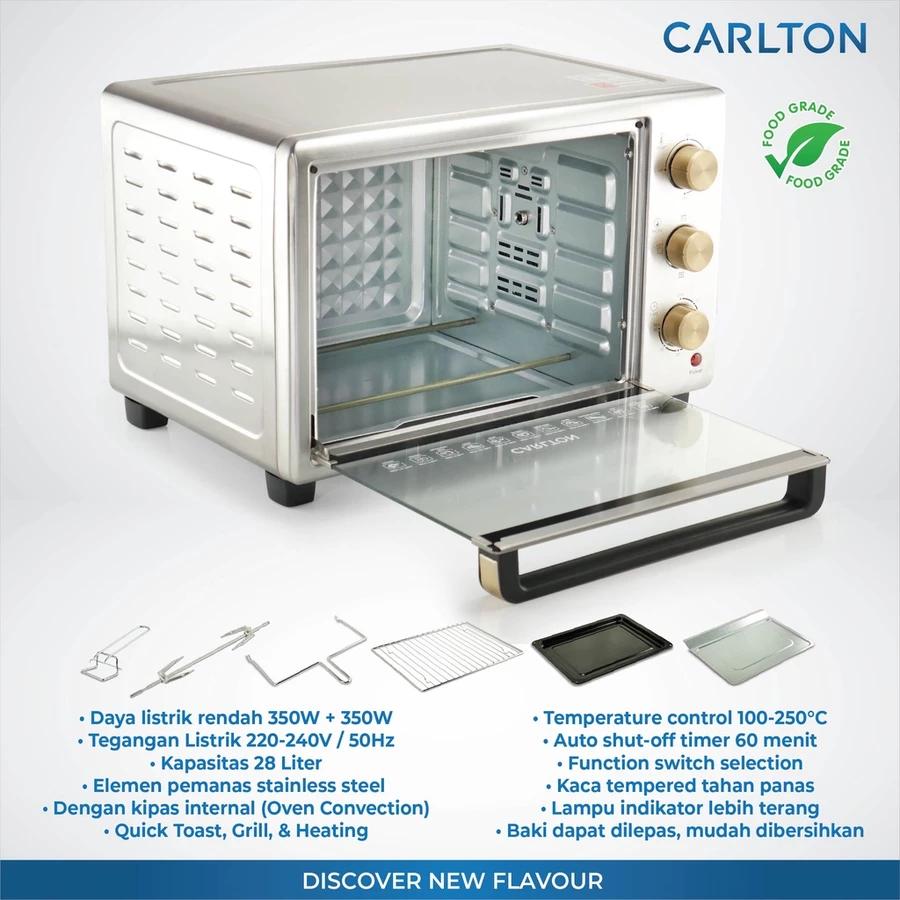 CARLTON
FOOD GRADE
FOOD GRADE
Power
CARLTON
• Daya listrik rendah 350W + 350W
• Tegangan Listrik 220-240V / 50Hz
• Kapasitas 28 Liter
• Elemen pemanas stainless steel
• Dengan kipas internal (Oven Convection)
• Quick Toast, Grill, & Heating
• Temperature control 100-250°C
• Auto shut-off timer 60 menit
• Function switch selection
• Kaca tempered tahan panas
• Lampu indikator lebih terang
• Baki dapat dilepas, mudah dibersihkan
DISCOVER NEW FLAVOUR